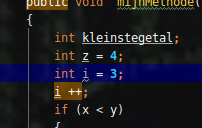 public void mijnMethode(
{
int kleinstegetal;
int z = 4;
int i = 3;
i ++;
if (x < y)
{